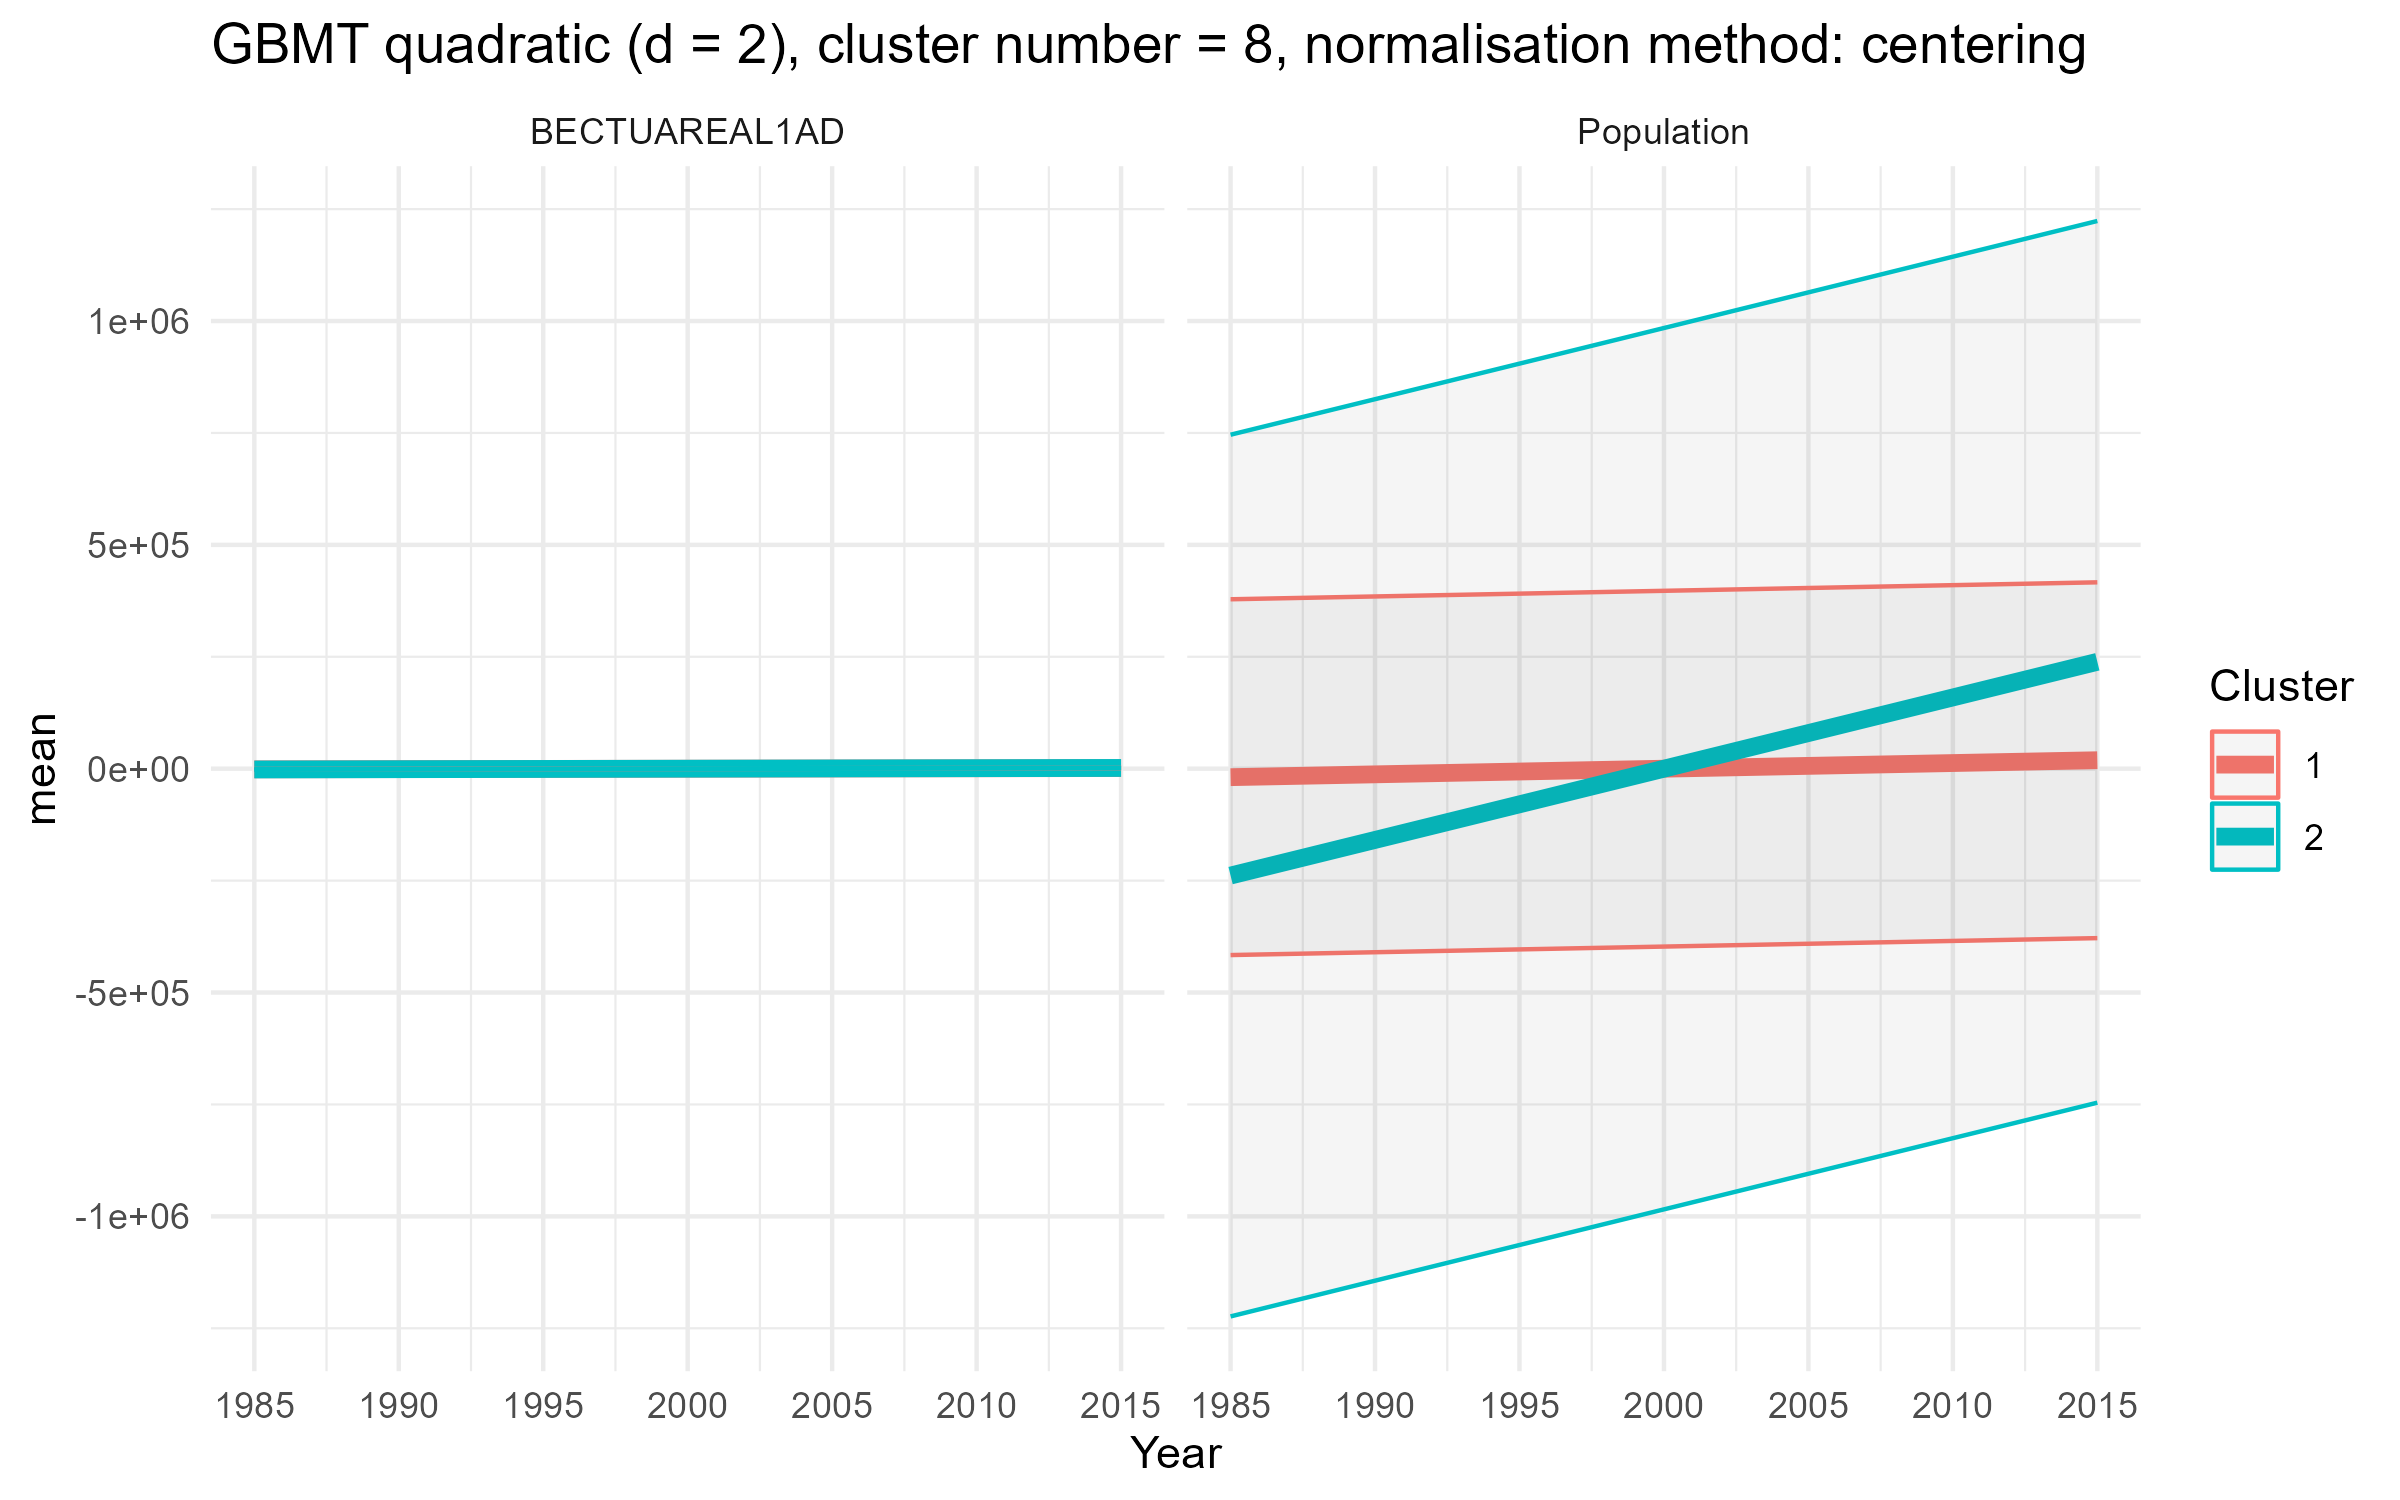 GBMT quadratic (d = 2), cluster number = 8, normalisation method: centering
BECTUAREAL1AD
Population
1e+06
5e+05
0e+00
-5e+05
-1e+06
mean
1985 1990 1995 2000 2005 2010 2015
1985 1990 1995 2000 2005 2010 2015
Year
Cluster
1
2